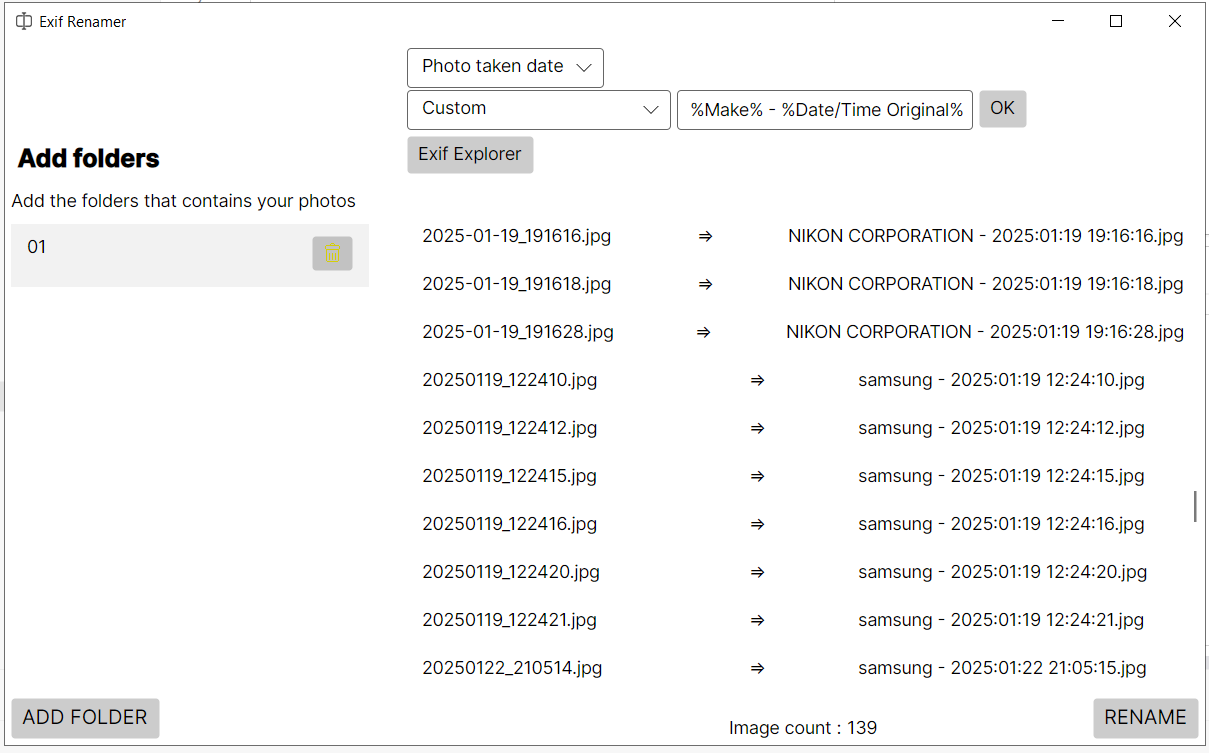 Exif Renamer
Photo taken date
Custom
%Make% - %Date/Time Original%
OK
Exif Explorer
Add folders
Add the folders that contains your photos
01
2025-01-19_191616.jpg ⇒ NIKON CORPORATION - 2025:01:19 19:16:16.jpg
2025-01-19_191618.jpg ⇒ NIKON CORPORATION - 2025:01:19 19:16:18.jpg
2025-01-19_191628.jpg ⇒ NIKON CORPORATION - 2025:01:19 19:16:28.jpg
20250119_122410.jpg ⇒ samsung - 2025:01:19 12:24:10.jpg
20250119_122412.jpg ⇒ samsung - 2025:01:19 12:24:12.jpg
20250119_122415.jpg ⇒ samsung - 2025:01:19 12:24:15.jpg
20250119_122416.jpg ⇒ samsung - 2025:01:19 12:24:16.jpg
20250119_122420.jpg ⇒ samsung - 2025:01:19 12:24:20.jpg
20250119_122421.jpg ⇒ samsung - 2025:01:19 12:24:21.jpg
20250122_210514.jpg ⇒ samsung - 2025:01:22 21:05:15.jpg
ADD FOLDER
Image count : 139
RENAME